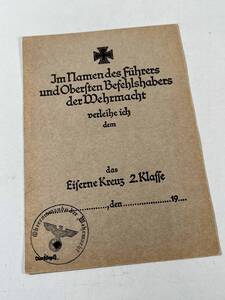 Im Namen des Führers
und Obersten Befehlshabers
der Wehrmacht
verleihe ich
dem
das
Eiserne Kreuz 2. Klasse
............, den .................... 19....